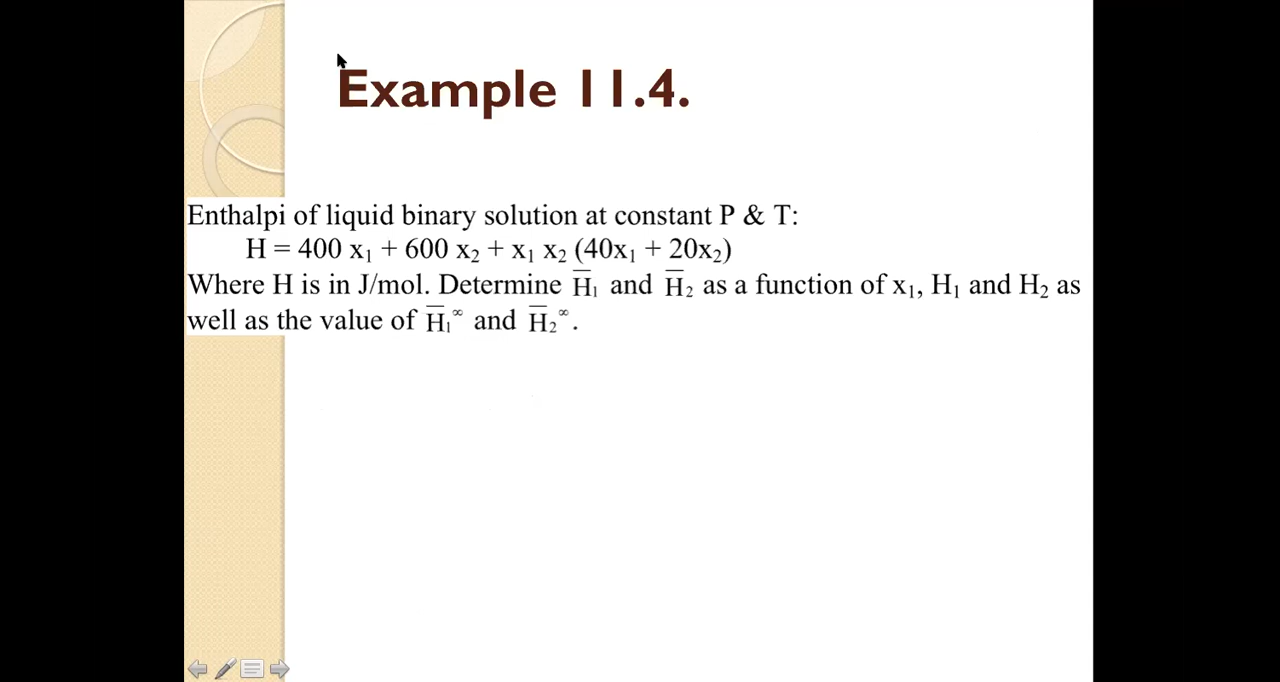 Example 11.4.
Enthalpi of liquid binary solution at constant P & T:
H = 400 x₁ + 600 x₂ + x₁ x₂ (40x₁ + 20x₂)
Where H is in J/mol. Determine H̅₁ and H̅₂ as a function of x₁, H₁ and H₂ as
well as the value of H̅₁∞ and H̅₂∞.